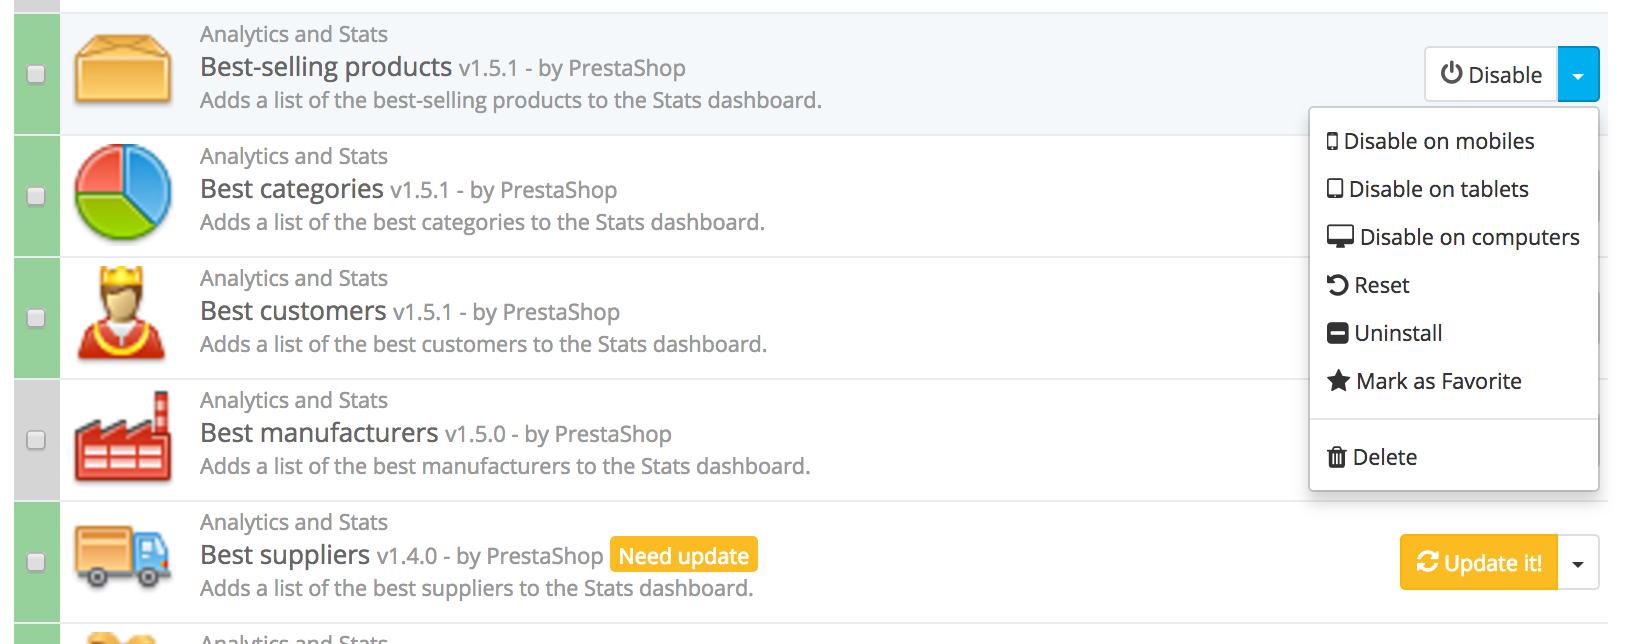 Analytics and Stats
Best-selling products v1.5.1 - by PrestaShop
Adds a list of the best-selling products to the Stats dashboard.
Disable
Disable on mobiles
Disable on tablets
Disable on computers
Reset
Uninstall
Mark as Favorite
Delete
Analytics and Stats
Best categories v1.5.1 - by PrestaShop
Adds a list of the best categories to the Stats dashboard.
Analytics and Stats
Best customers v1.5.1 - by PrestaShop
Adds a list of the best customers to the Stats dashboard.
Analytics and Stats
Best manufacturers v1.5.0 - by PrestaShop
Adds a list of the best manufacturers to the Stats dashboard.
Analytics and Stats
Best suppliers v1.4.0 - by PrestaShop Need update
Adds a list of the best suppliers to the Stats dashboard.
Update it!
Analytics and Stats